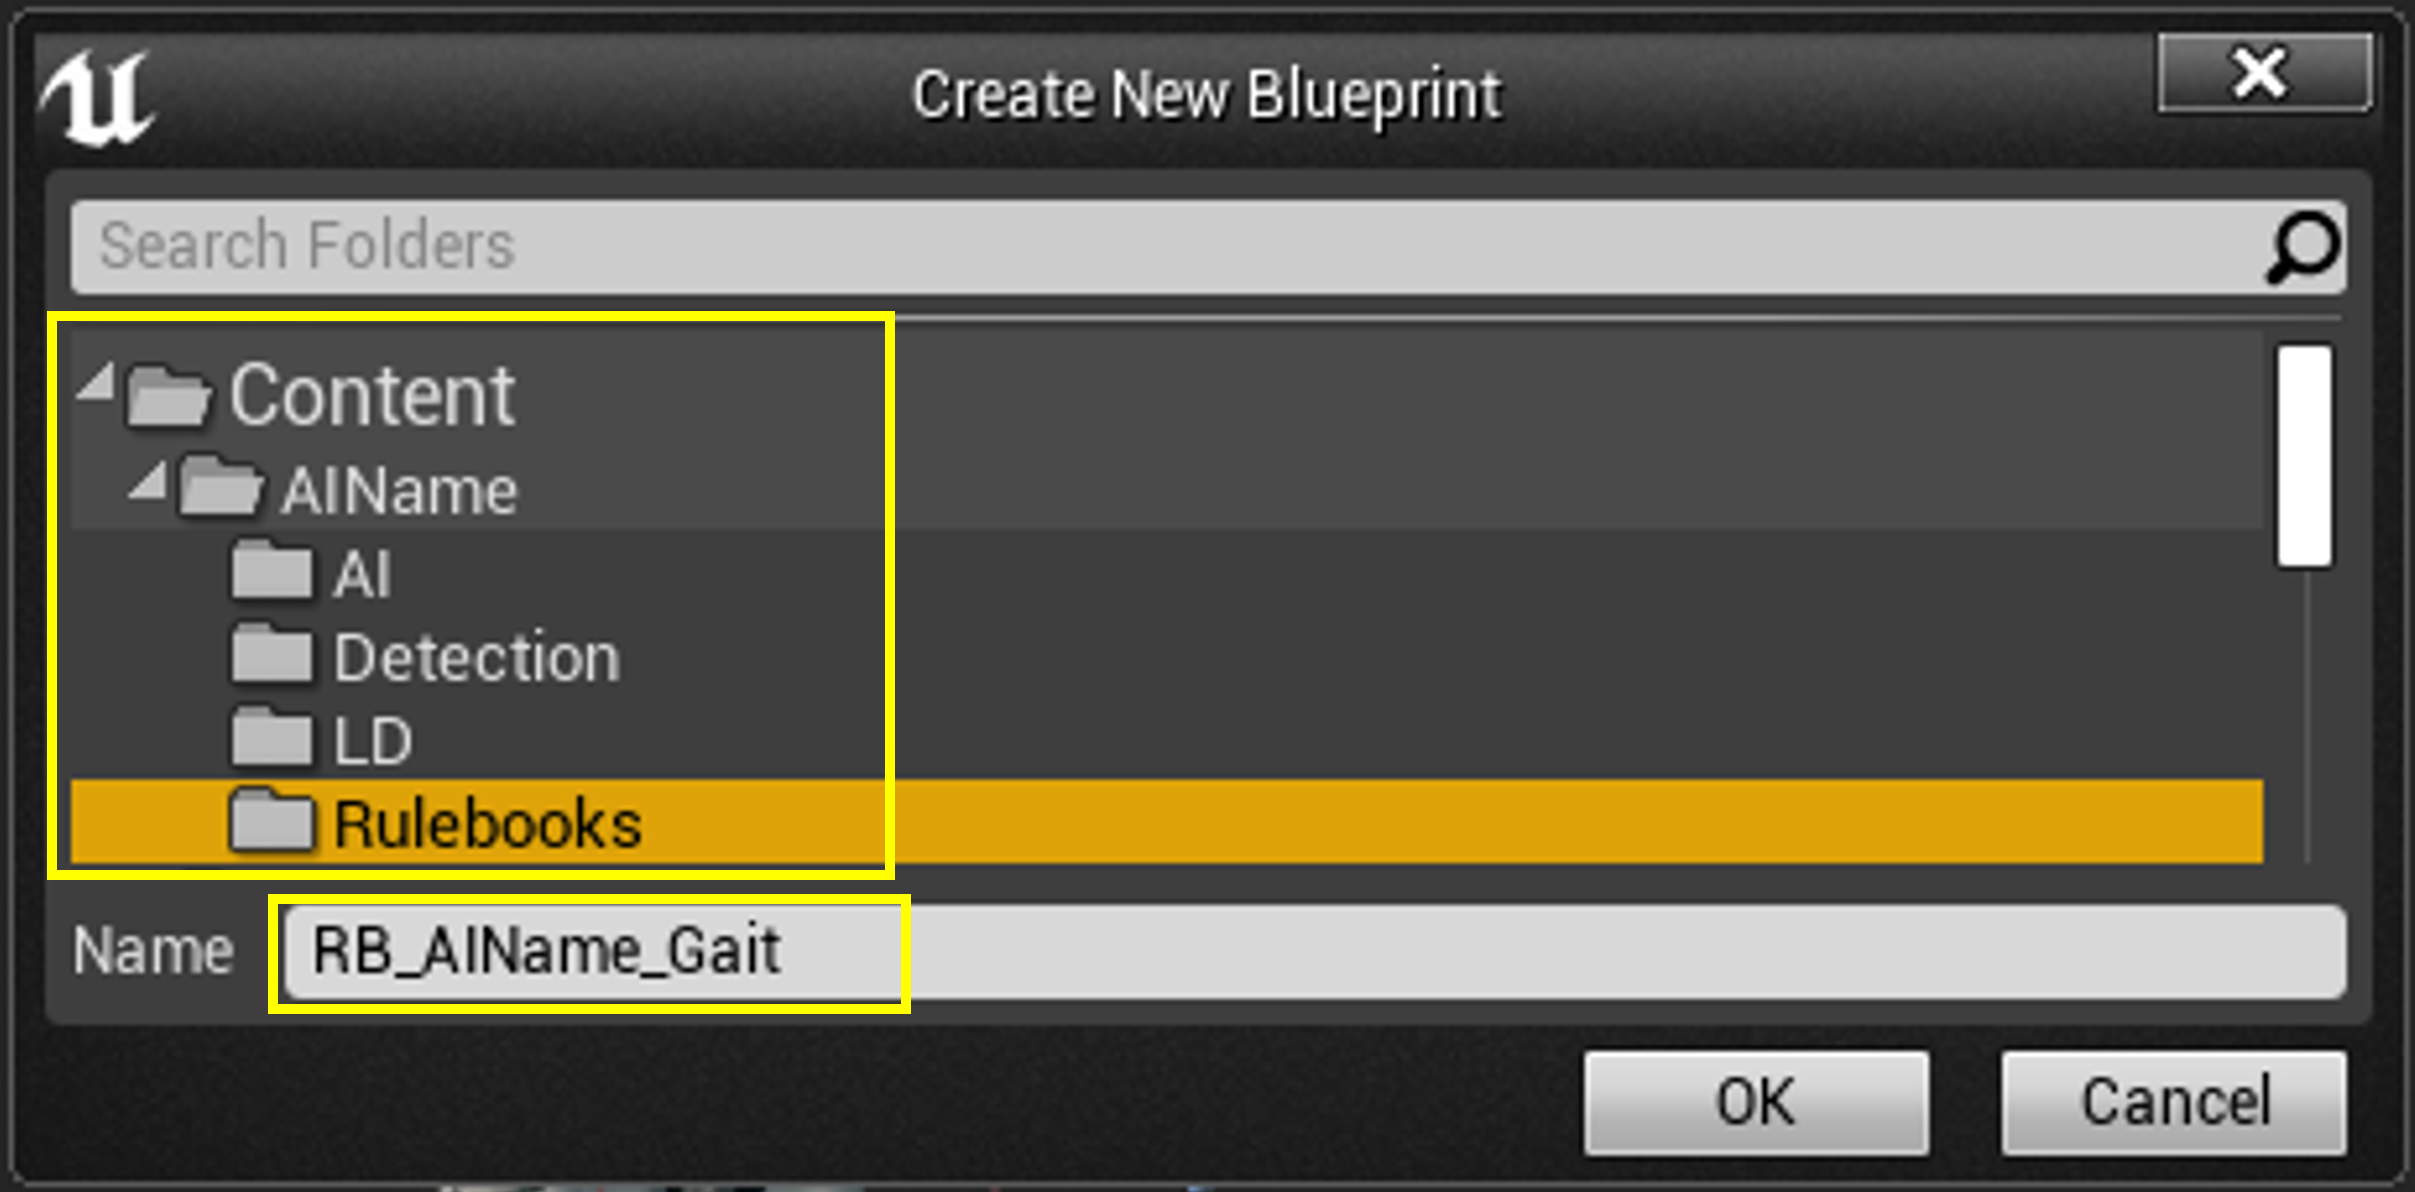 Create New Blueprint
Search Folders
Content
AIName
AI
Detection
LD
Rulebooks
Name RB_AIName_Gait
OK Cancel